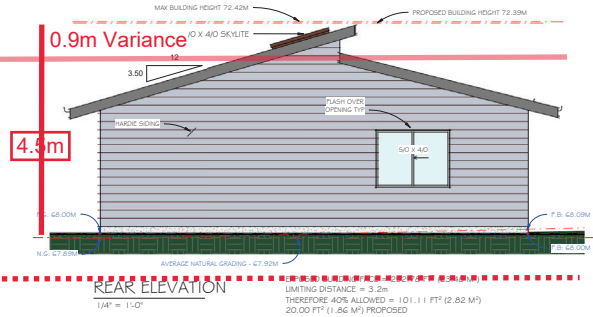 MAX BUILDING HEIGHT 72.42M
PROPOSED BUILDING HEIGHT 72.39M
0.9m Variance
/O X 4/O SKYLITE
12
3.50
FLASH OVER
OPENING TYP
HARDIE SIDING
4.5m
5/O X 4/O
F.G: 68.00M
F.G: 68.09M
N.G: 67.89M
F.G: 68.00M
AVERAGE NATURAL GRADING - 67.92M
REAR ELEVATION
1/4" = 1'-0"
LIMITING DISTANCE = 3.2m
THEREFORE 40% ALLOWED = 101.11 FT² (2.82 M²)
20.00 FT² (1.86 M²) PROPOSED